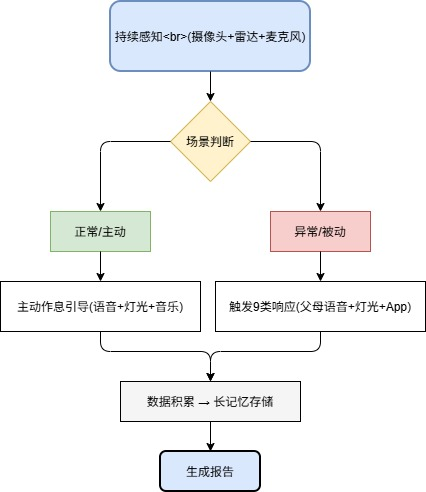 持续感知<br>(摄像头+雷达+麦克风)
场景判断
正常/主动
异常/被动
主动作息引导(语音+灯光+音乐)
触发9类响应(父母语音+灯光+App)
数据积累 → 长记忆存储
生成报告